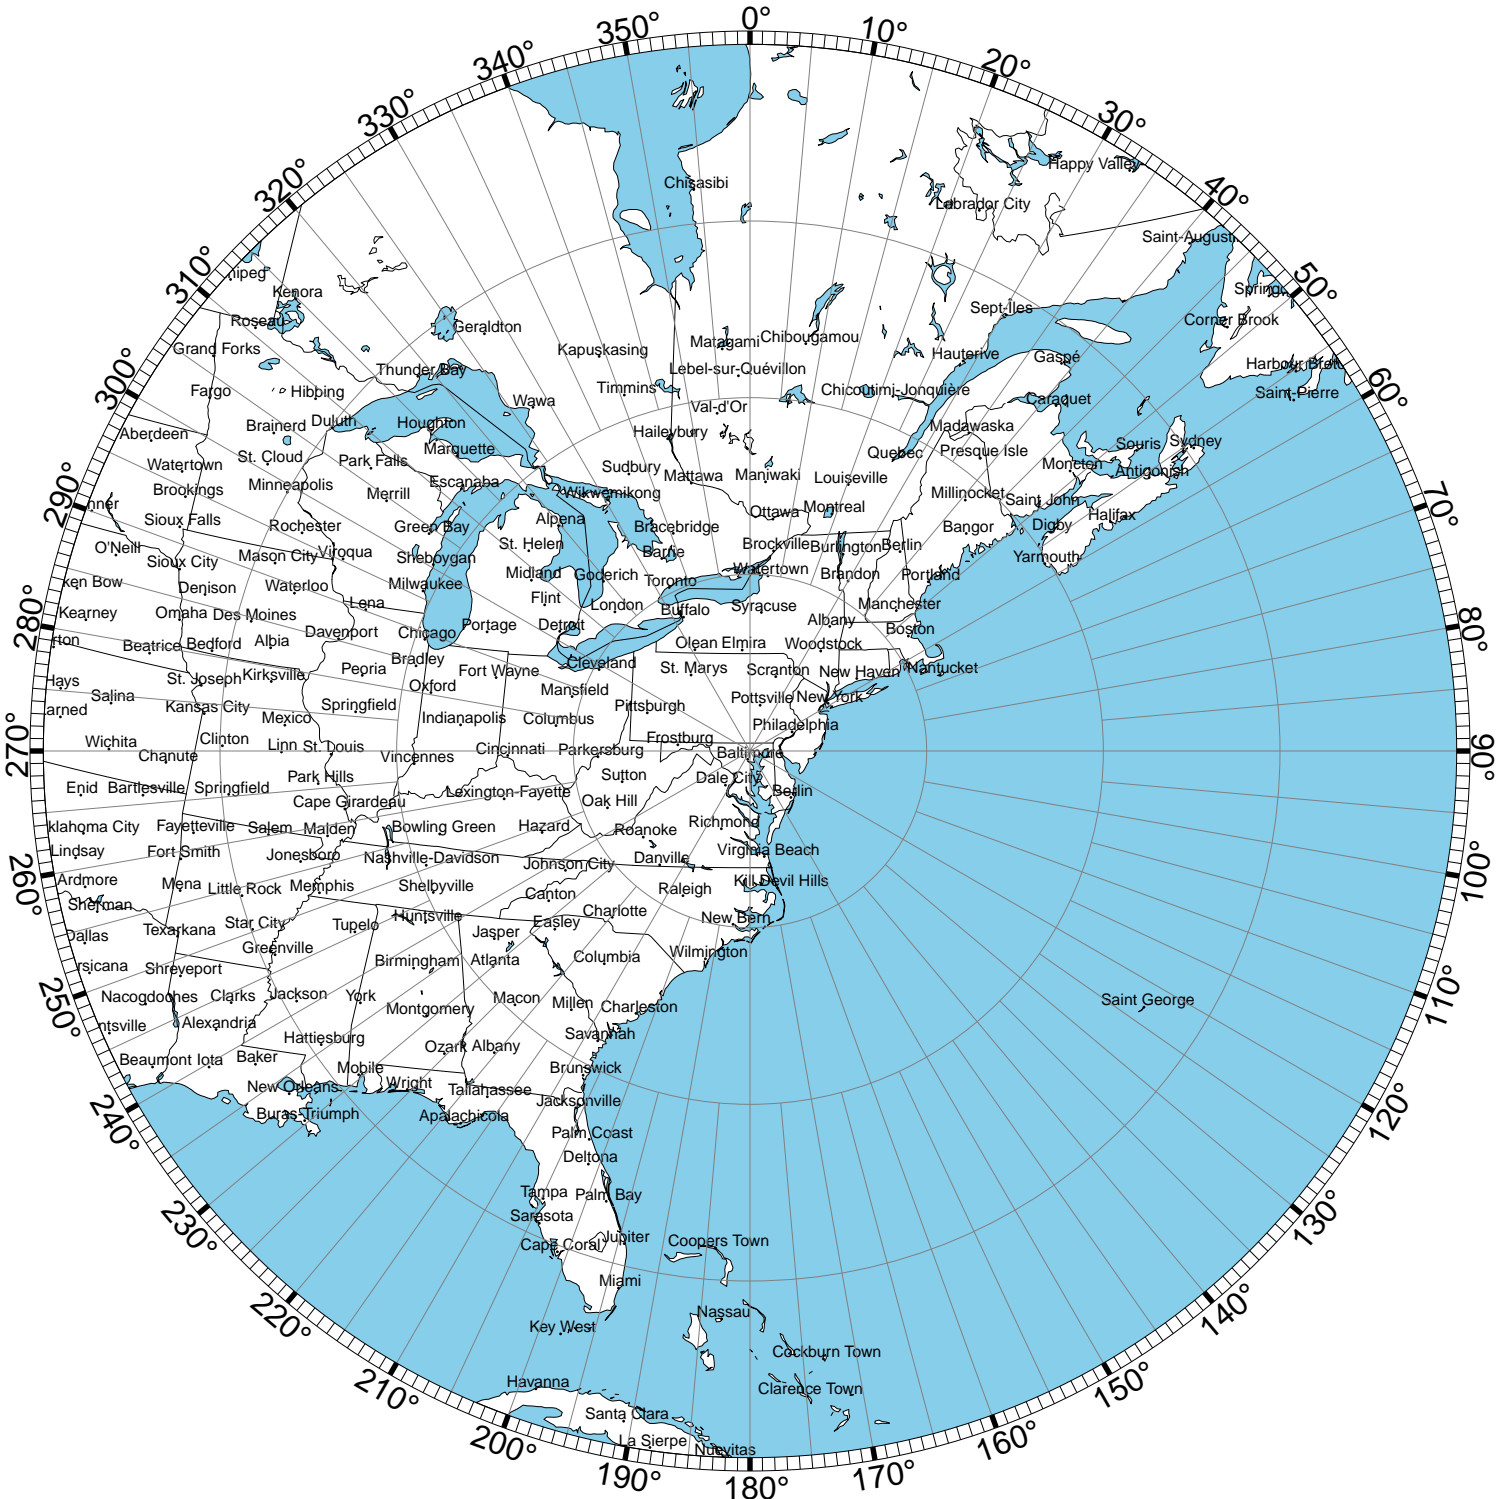 0°
350° 10°
340° 20°
330° 30°
320° 40°
310° 50°
300° 60°
290° 70°
280° 80°
270° 90°
260° 100°
250° 110°
240° 120°
230° 130°
220° 140°
210° 150°
200° 160°
190° 170°
180°
Happy Valley-
Chisasibi
Labrador City
Saint-Augusti
nipeg
Kenora Spring
Sept-Îles
Roseau Corner Brook
Geraldton
Matagami Chibougamou
Grand Forks Kapuskasing Hauterive Gaspé
Thunder Bay Lebel-sur-Quévillon Harbour Bretu
Fargo Hibbing Timmins Chicoutimi-Jonquière Saint-Pierre
Wawa Val-d'Or Caraquet
Brainerd Duluth Houghton Madawaska
Aberdeen Haileybury
Marquette Quebec Presque Isle Souris Sydney
St. Cloud Park Falls
Watertown Sudbury Mattawa Maniwaki Louiseville Moncton Antigonish
Brookings Minneapolis Merrill Escanaba Wikwemikong Millinocket Saint John
nner Ottawa Montreal
Sioux Falls Rochester Green Bay Alpena Bracebridge Bangor Digby Halifax
O'Neill Mason City Viroqua Sheboygan St. Helen Barrie Brockville Burlington Berlin Yarmouth
Sioux City
ken Bow Denison Waterloo Milwaukee Midland Goderich Toronto Watertown Brandon Portland
Kearney Omaha Des Moines Lena Flint London Buffalo Syracuse Manchester
rton Davenport Chicago Portage Detroit Albany Boston
Beatrice Bedford Albia Olean Elmira Woodstock
Hays St. Joseph Kirksville Peoria Bradley Fort Wayne Cleveland St. Marys Scranton New Haven Nantucket
Salina Oxford Mansfield
arned Kansas City Mexico Springfield Indianapolis Columbus Pittsburgh Pottsville New York
Philadelphia
Wichita Clinton Linn St. Louis Frostburg
Chanute Vincennes Cincinnati Parkersburg Baltimore
Park Hills Sutton Dale City
Enid Bartlesville Springfield Lexington-Fayette Berlin
Cape Girardeau Oak Hill
klahoma City Fayetteville Salem Malden Bowling Green Hazard Roanoke Richmond
Lindsay Fort Smith Jonesboro Nashville-Davidson Johnson City Danville Virginia Beach
Ardmore Mena Little Rock Memphis Shelbyville Canton Raleigh Kill Devil Hills
Sherman
Dallas Texarkana Star City Tupelo Huntsville Jasper Easley Charlotte New Bern
Greenville
rsicana Shreveport Birmingham Atlanta Columbia Wilmington
Nacogdoches Clarks Jackson York Macon Millen Charleston Saint George
ntsville Alexandria Montgomery
Hattiesburg Savannah
Beaumont Iota Baker Ozark Albany
Mobile Brunswick
New Orleans Wright Tallahassee
Buras-Triumph Apalachicola Jacksonville
Palm Coast
Deltona
Tampa Palm Bay
Sarasota
Cape Coral Jupiter Coopers Town
Miami
Nassau
Key West
Cockburn Town
Havanna Clarence Town
Santa Clara
La Sierpe Nuevitas